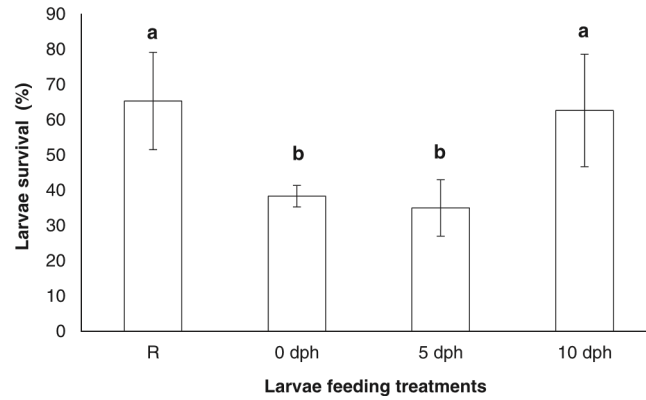 90
80
70
60
50
40
30
20
10
0
Larvae survival (%)
a
b
b
a
R
0 dph
5 dph
10 dph
Larvae feeding treatments